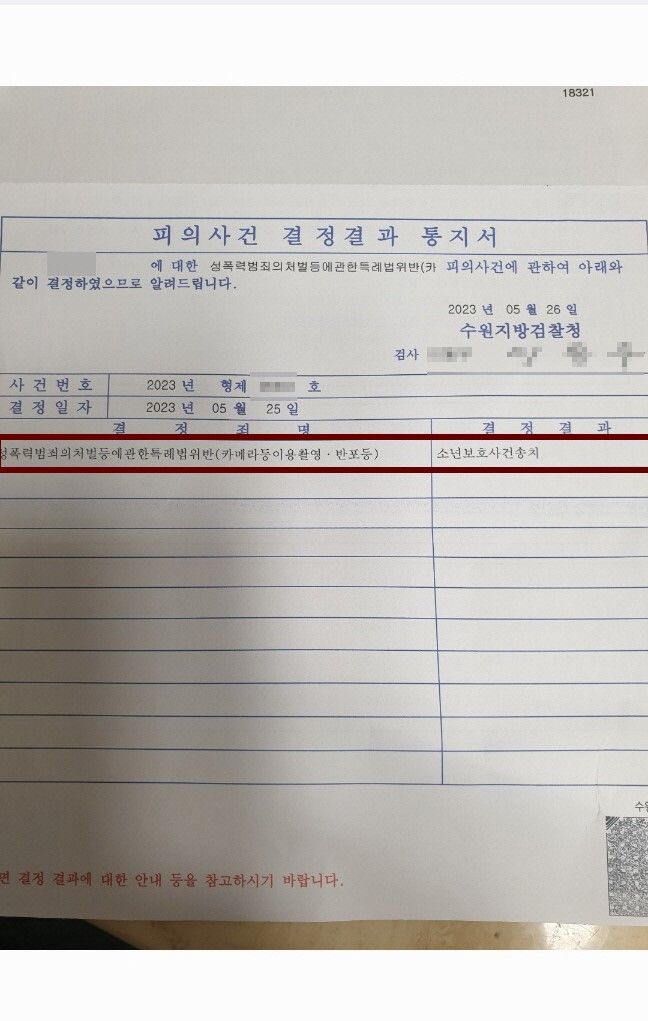 18321
피의사건 결정결과 통지서
에 대한 성폭력범죄의처벌등에관한특례법위반(카 피의사건에 관하여 아래와
같이 결정하였으므로 알려드립니다.
2023 년 05 월 26 일
수원지방검찰청
검사
사건번호 2023 년 형제 호
결정일자 2023 년 05 월 25 일
결 정 죄 명 결 정 결 과
성폭력범죄의처벌등에관한특례법위반(카메라등이용촬영·반포등) 소년보호사건송치
수원
면 결정 결과에 대한 안내 등을 참고하시기 바랍니다.